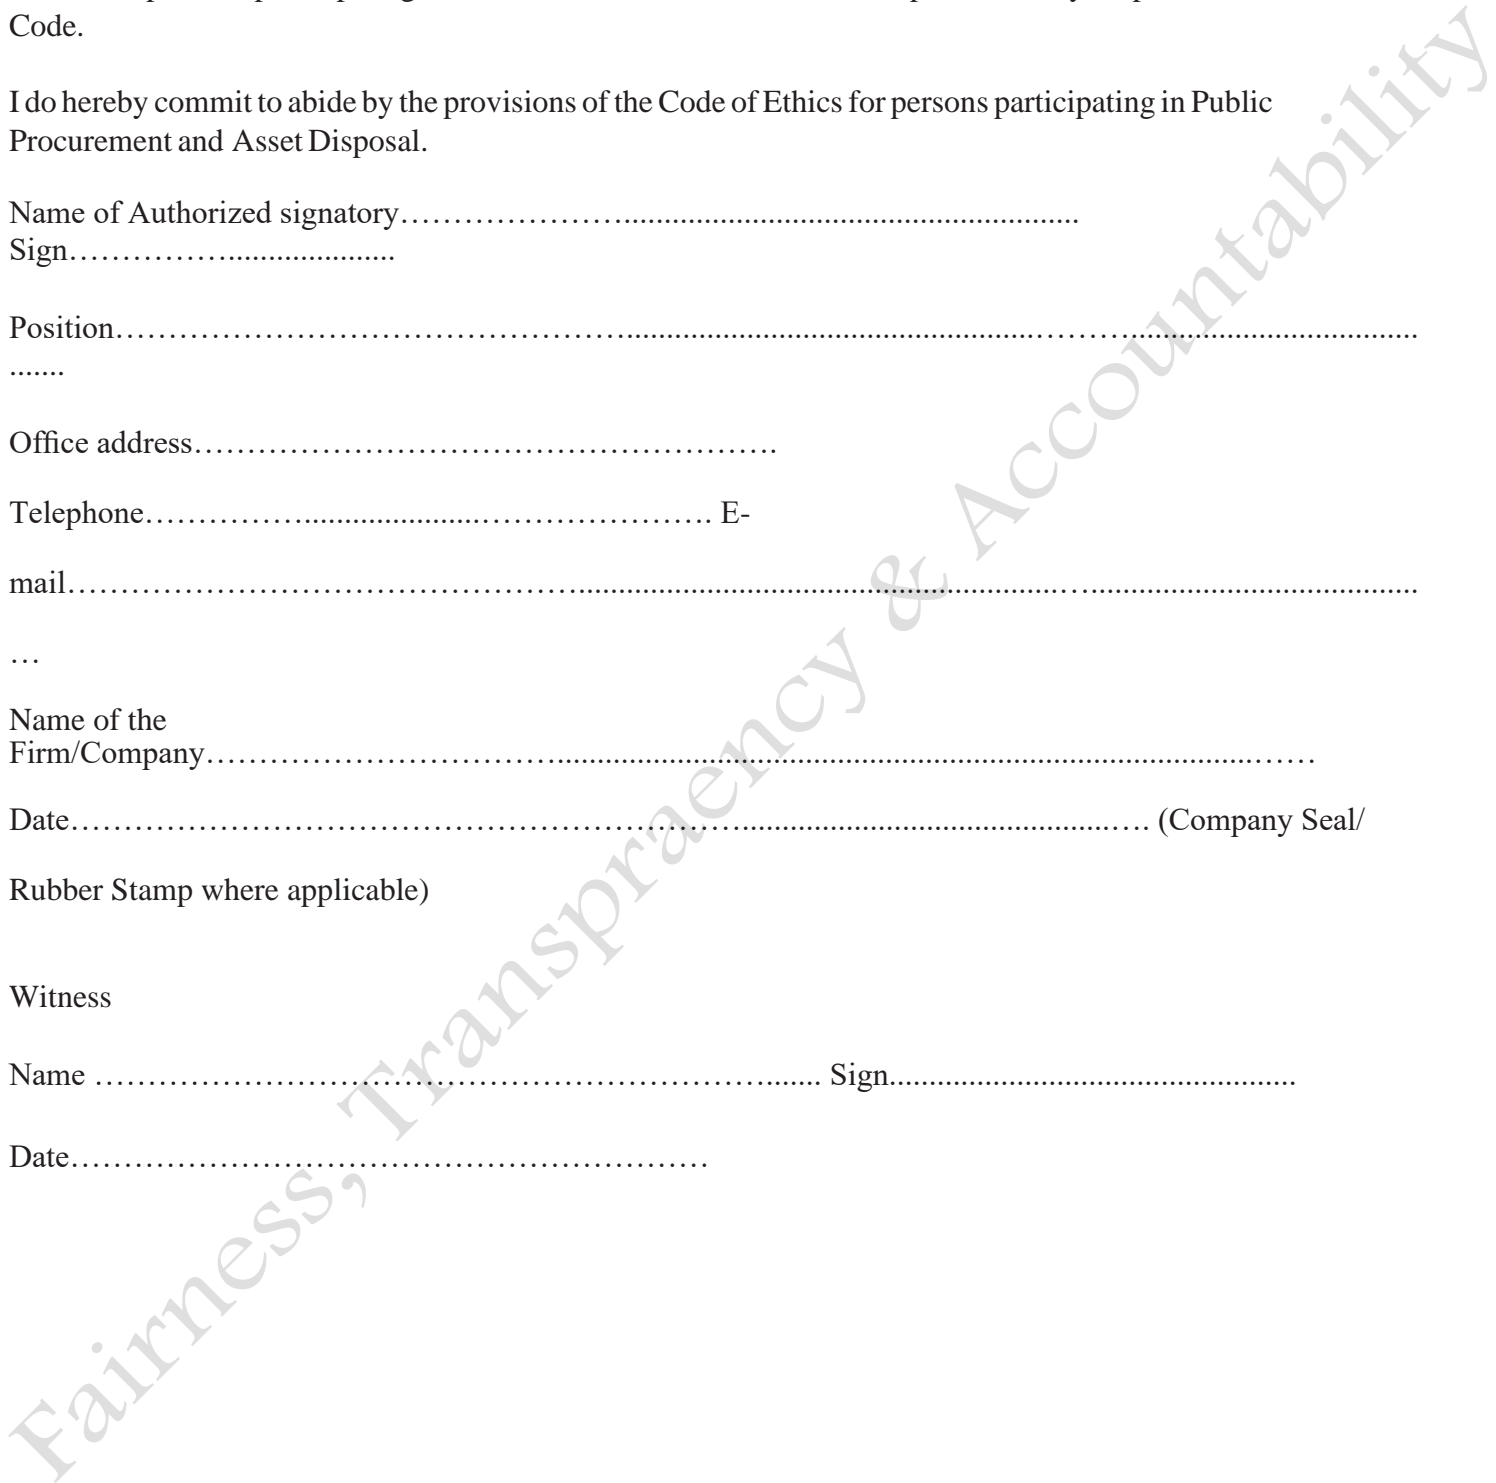 Code.
I do hereby commit to abide by the provisions of the Code of Ethics for persons participating in Public
Procurement and Asset Disposal.
Name of Authorized signatory………………….........................................................
Sign……………......................
Position…………………………………………...................................................…………....................................
.......
Office address……………………………………………….
Telephone……………......................…………………. E-
mail…………………………………………............................................................…..........................................
…
Name of the
Firm/Company……………………………........................................................................................……
Date……………………………………………………….............................................…. (Company Seal/
Rubber Stamp where applicable)
Witness
Name ………………………………………………………....... Sign...................................................
Date……………………………………………………
Fairness, Transpraency & Accountability